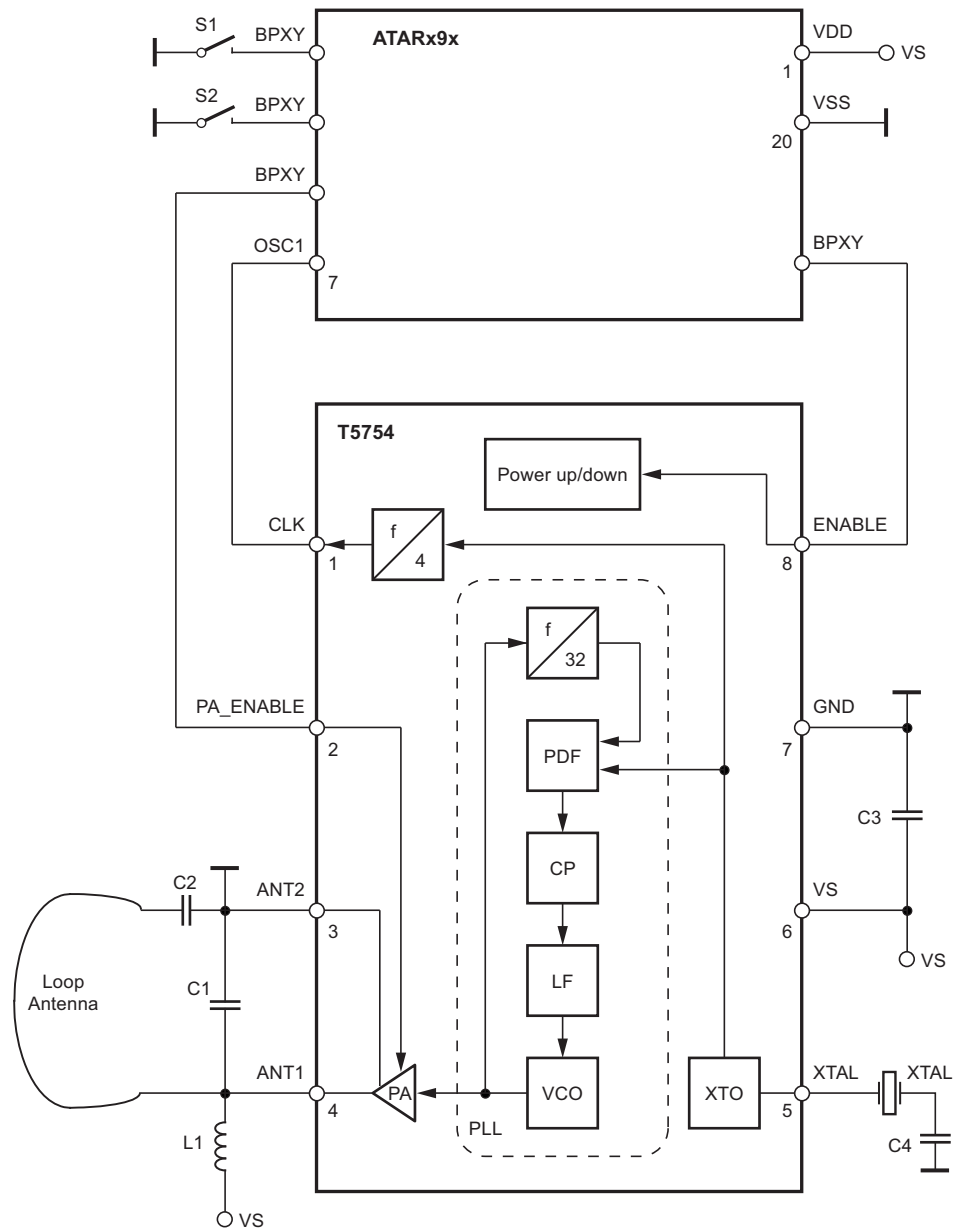 S1
BPXY
ATARx9x
VDD
VS
1
S2
BPXY
VSS
20
BPXY
OSC1
7
BPXY
T5754
Power up/down
CLK
1
f
4
ENABLE
8
f
32
PA_ENABLE
2
GND
7
PDF
C3
CP
C2
ANT2
3
VS
6
VS
LF
Loop
Antenna
C1
ANT1
4
PA
VCO
XTO
XTAL
5
XTAL
PLL
L1
C4
VS